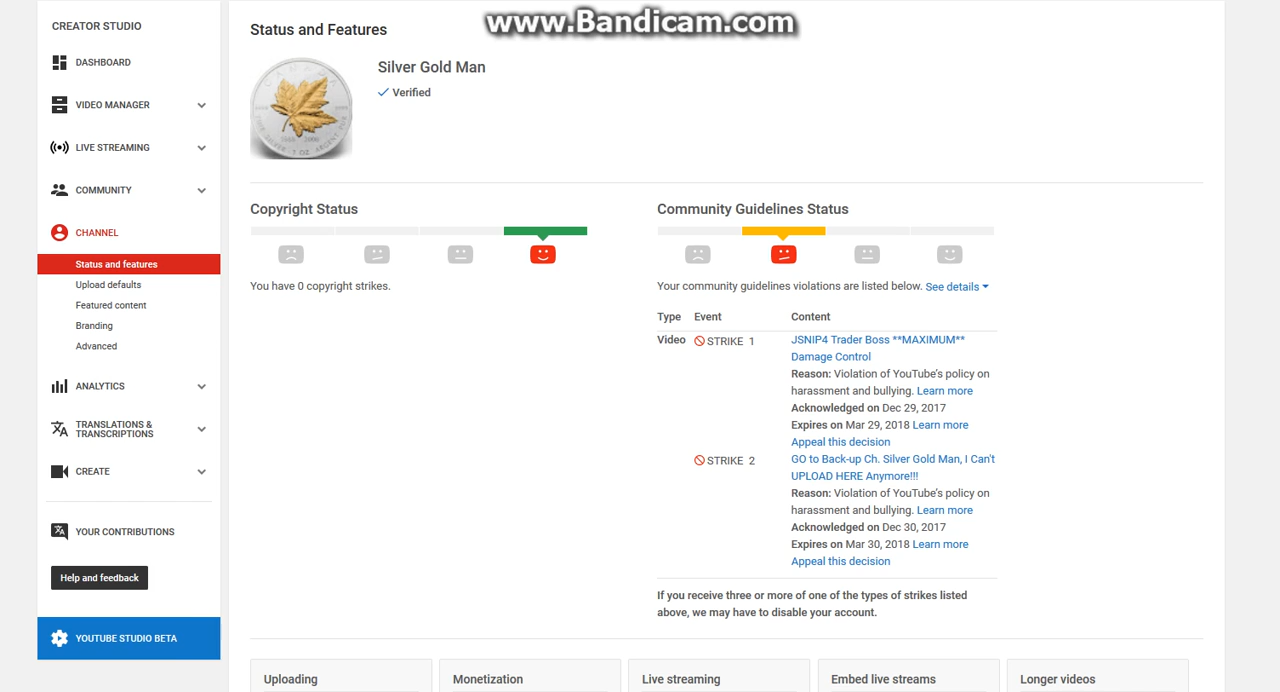 www.Bandicam.com
CREATOR STUDIO
DASHBOARD
VIDEO MANAGER
LIVE STREAMING
COMMUNITY
CHANNEL
Status and features
Upload defaults
Featured content
Branding
Advanced
ANALYTICS
TRANSLATIONS &
TRANSCRIPTIONS
CREATE
YOUR CONTRIBUTIONS
Help and feedback
YOUTUBE STUDIO BETA
Status and Features
CANADA
Silver Gold Man
Verified
Copyright Status
You have 0 copyright strikes.
Community Guidelines Status
Your community guidelines violations are listed below. See details
Type Event Content
Video STRIKE 1 JSNIP4 Trader Boss **MAXIMUM**
Damage Control
Reason: Violation of YouTube's policy on
harassment and bullying. Learn more
Acknowledged on Dec 29, 2017
Expires on Mar 29, 2018 Learn more
Appeal this decision
STRIKE 2 GO to Back-up Ch. Silver Gold Man, I Can't
UPLOAD HERE Anymore!!!
Reason: Violation of YouTube's policy on
harassment and bullying. Learn more
Acknowledged on Dec 30, 2017
Expires on Mar 30, 2018 Learn more
Appeal this decision
If you receive three or more of one of the types of strikes listed
above, we may have to disable your account.
Uploading
Monetization
Live streaming
Embed live streams
Longer videos